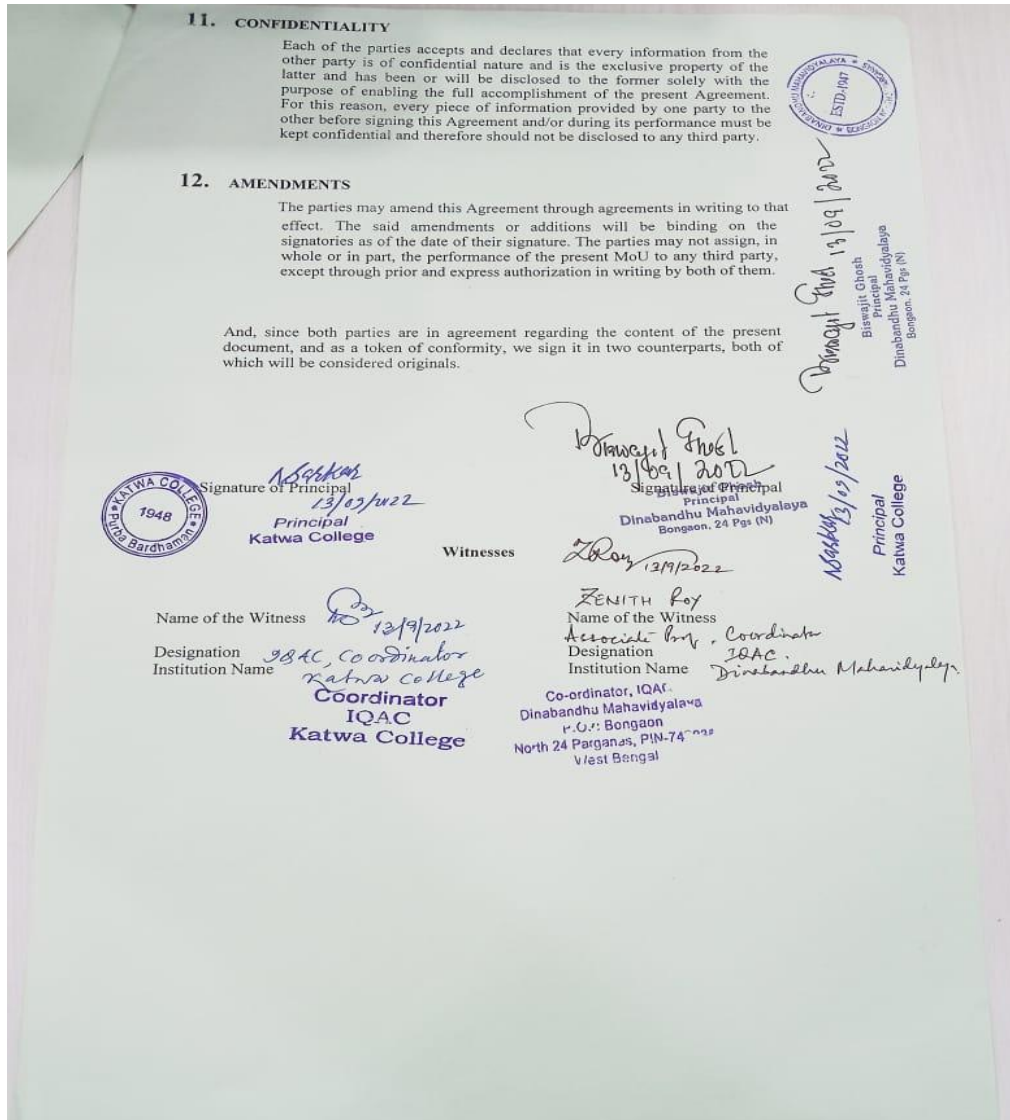 11. CONFIDENTIALITY
Each of the parties accepts and declares that every information from the
other party is of confidential nature and is the exclusive property of the
latter and has been or will be disclosed to the former solely with the
purpose of enabling the full accomplishment of the present Agreement.
For this reason, every piece of information provided by one party to the
other before signing this Agreement and/or during its performance must be
kept confidential and therefore should not be disclosed to any third party.
12. AMENDMENTS
The parties may amend this Agreement through agreements in writing to that
effect. The said amendments or additions will be binding on the
signatories as of the date of their signature. The parties may not assign, in
whole or in part, the performance of the present MoU to any third party,
except through prior and express authorization in writing by both of them.
And, since both parties are in agreement regarding the content of the present
document, and as a token of conformity, we sign it in two counterparts, both of
which will be considered originals.
KATWA COLLEGE
1948
Purba Bardhaman
NSarkar
Signature of Principal
13/09/2022
Principal
Katwa College
Biswajit Ghosh
13/09/2022
Signature of Principal
Principal
Dinabandhu Mahavidyalaya
Bongaon, 24 Pgs (N)
Witnesses
ZRoy 13/9/2022
Name of the Witness
13/9/2022
Designation IQAC, Coordinator
Institution Name Katwa College
Coordinator
IQAC
Katwa College
ZENITH ROY
Name of the Witness
Associate Prof, Coordinator
Designation IQAC.
Institution Name Dinabandhu Mahavidyalaya
Co-ordinator, IQAC.
Dinabandhu Mahavidyalaya
P.O.: Bongaon
North 24 Parganas, PIN-74
West Bengal
DINABANDHU MAHAVIDYALAYA
ESTD-1947
Biswajit Ghosh 13/09/2022
Biswajit Ghosh
Principal
Dinabandhu Mahavidyalaya
Bongaon, 24 Pgs (N)
NSarkar 13/09/2022
Principal
Katwa College